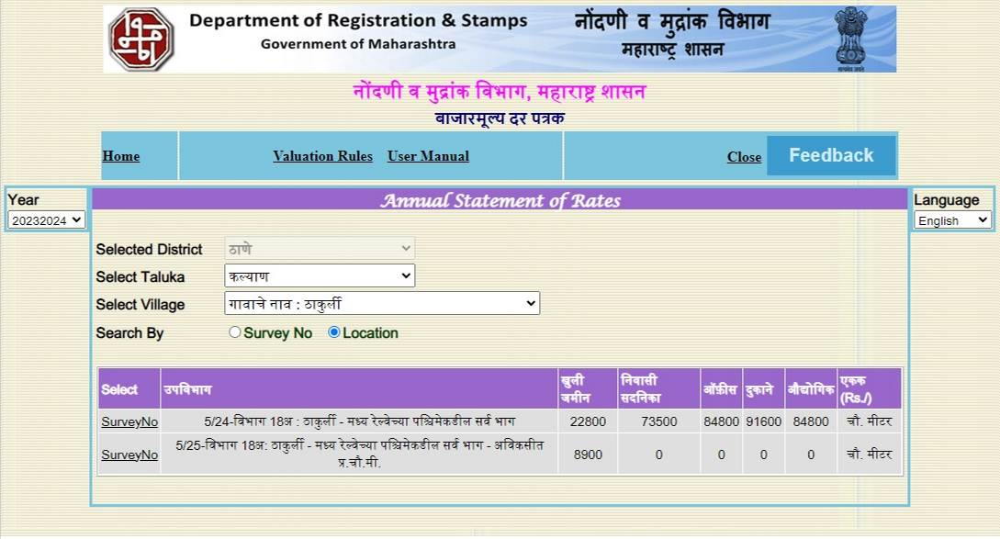 Department of Registration & Stamps
Government of Maharashtra
नोंदणी व मुद्रांक विभाग
महाराष्ट्र शासन
नोंदणी व मुद्रांक विभाग, महाराष्ट्र शासन
बाजारमूल्य दर पत्रक
Home Valuation Rules User Manual Close Feedback
Year
20232024
Annual Statement of Rates
Language
English
Selected District ठाणे
Select Taluka कल्याण
Select Village गावाचे नाव : ठाकुर्ली
Search By Survey No Location
Select उपविभाग खुली जमीन निवासी सदनिका ऑफ़ीस दुकाने औद्योगिक एकक (Rs./)
SurveyNo 5/24-विभाग 18अ : ठाकुर्ली - मध्य रेल्वेच्या पश्चिमेकडील सर्व भाग 22800 73500 84800 91600 84800 चौ. मीटर
SurveyNo 5/25-विभाग 18अ: ठाकुर्ली - मध्य रेल्वेच्या पश्चिमेकडील सर्व भाग - अविकसीत
प्र.चौ.मी. 8900 0 0 0 0 चौ. मीटर